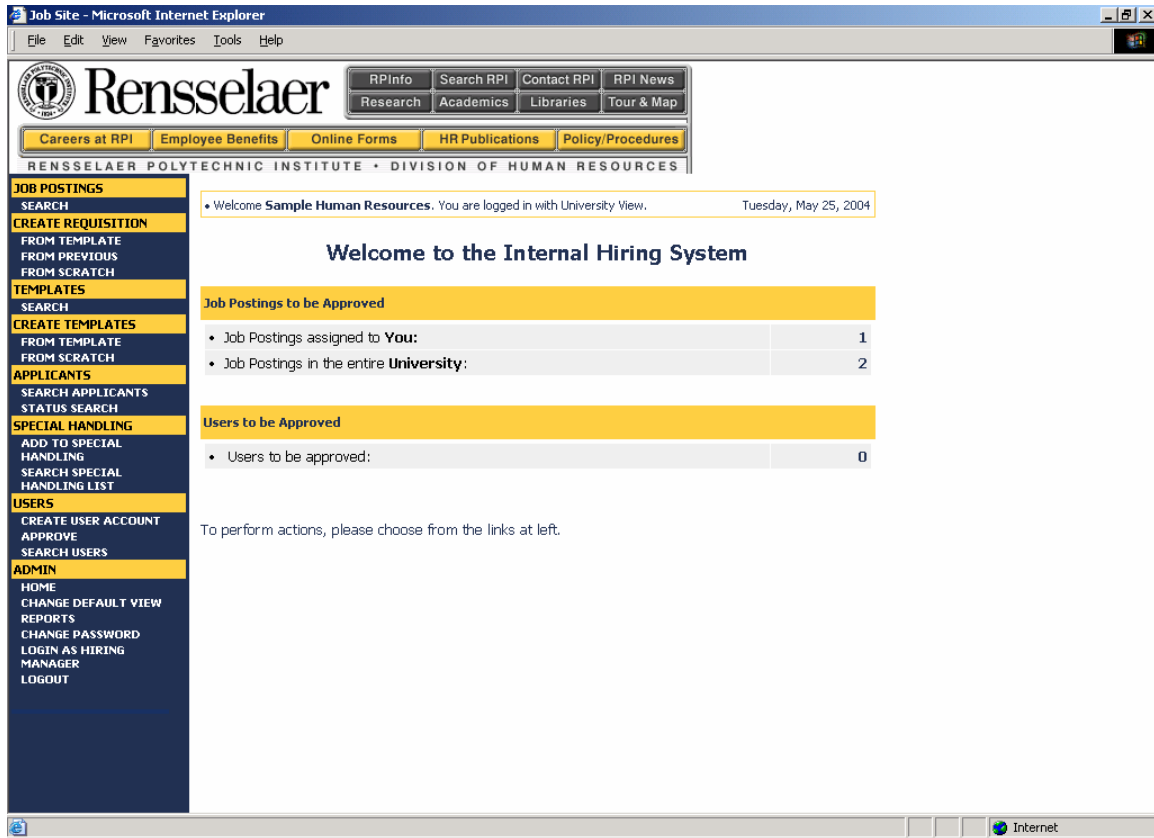 Job Site - Microsoft Internet Explorer
File Edit View Favorites Tools Help
Rensselaer
RPInfo Search RPI Contact RPI RPI News
Research Academics Libraries Tour & Map
Careers at RPI Employee Benefits Online Forms HR Publications Policy/Procedures
RENSSELAER POLYTECHNIC INSTITUTE • DIVISION OF HUMAN RESOURCES
JOB POSTINGS
SEARCH
CREATE REQUISITION
FROM TEMPLATE
FROM PREVIOUS
FROM SCRATCH
TEMPLATES
SEARCH
CREATE TEMPLATES
FROM TEMPLATE
FROM SCRATCH
APPLICANTS
SEARCH APPLICANTS
STATUS SEARCH
SPECIAL HANDLING
ADD TO SPECIAL
HANDLING
SEARCH SPECIAL
HANDLING LIST
USERS
CREATE USER ACCOUNT
APPROVE
SEARCH USERS
ADMIN
HOME
CHANGE DEFAULT VIEW
REPORTS
CHANGE PASSWORD
LOGIN AS HIRING
MANAGER
LOGOUT
• Welcome Sample Human Resources. You are logged in with University View. Tuesday, May 25, 2004
Welcome to the Internal Hiring System
Job Postings to be Approved
• Job Postings assigned to You: 1
• Job Postings in the entire University: 2
Users to be Approved
• Users to be approved: 0
To perform actions, please choose from the links at left.
Internet